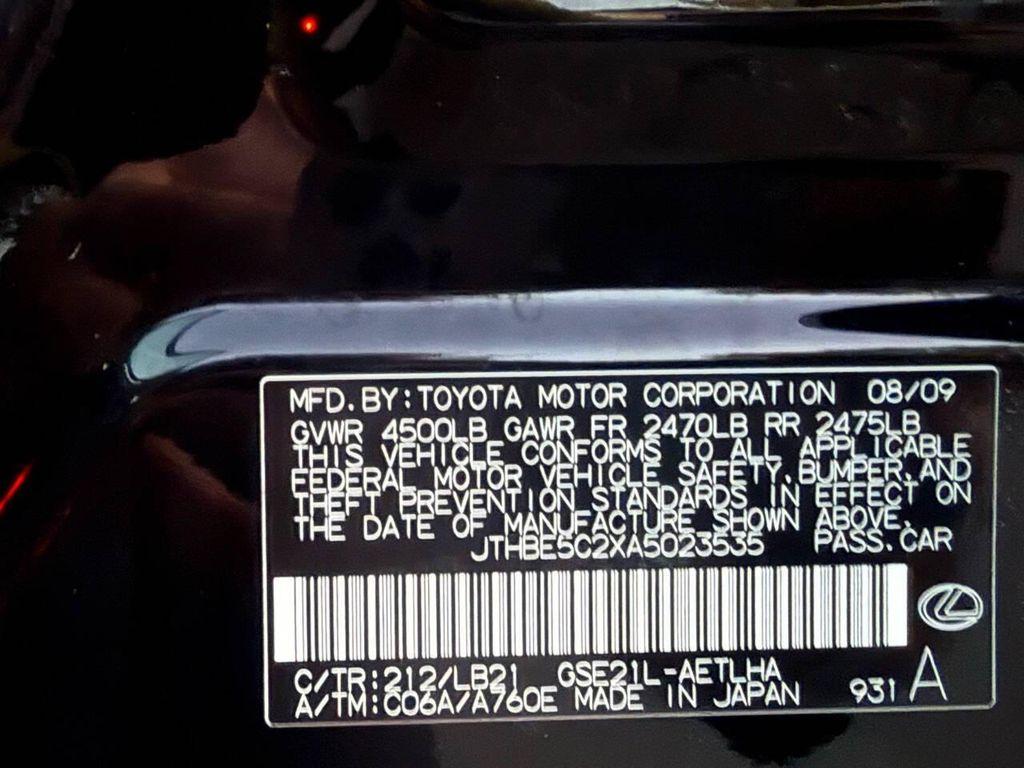 MFD.BY:TOYOTA MOTOR CORPORATION 08/09
GVWR 4500LB GAWR FR 2470LB RR 2475LB
THIS VEHICLE CONFORMS TO ALL APPLICABLE
FEDERAL MOTOR VEHICLE SAFETY,BUMPER,AND
THEFT PREVENTION STANDARDS IN EFFECT ON
THE DATE OF MANUFACTURE SHOWN ABOVE.
JTHBE5C2XA5023535 PASS.CAR
C/TR:212/LB21 GSE21L-AETLHA
A/TM:C06A/A760E MADE IN JAPAN 931 A